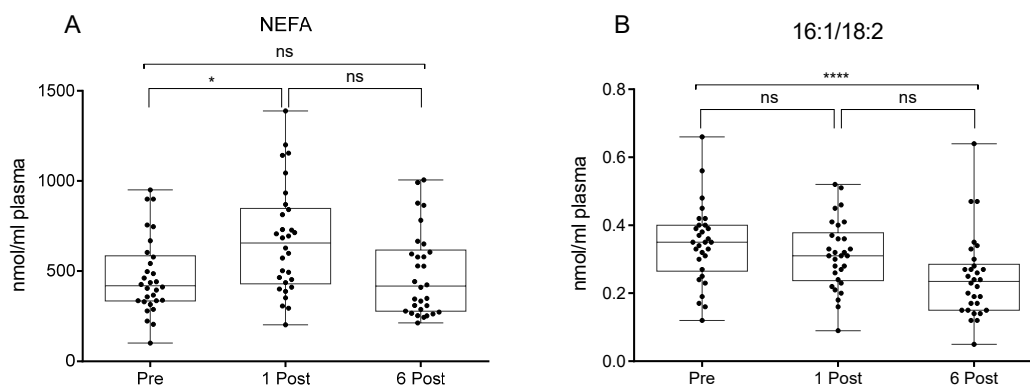 A
NEFA
ns
*
ns
nmol/ml plasma
1500
1000
500
0
Pre
1 Post
6 Post
B
16:1/18:2
****
ns
ns
nmol/ml plasma
0.8
0.6
0.4
0.2
0.0
Pre
1 Post
6 Post